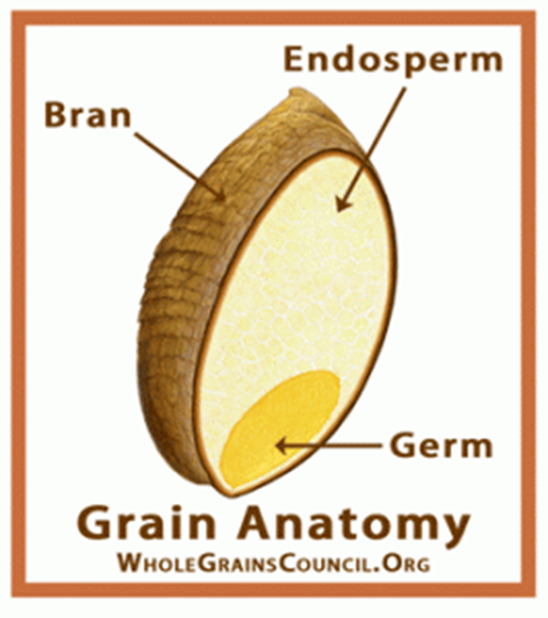 Endosperm
Bran
Germ
Grain Anatomy
WholeGrainsCouncil.Org